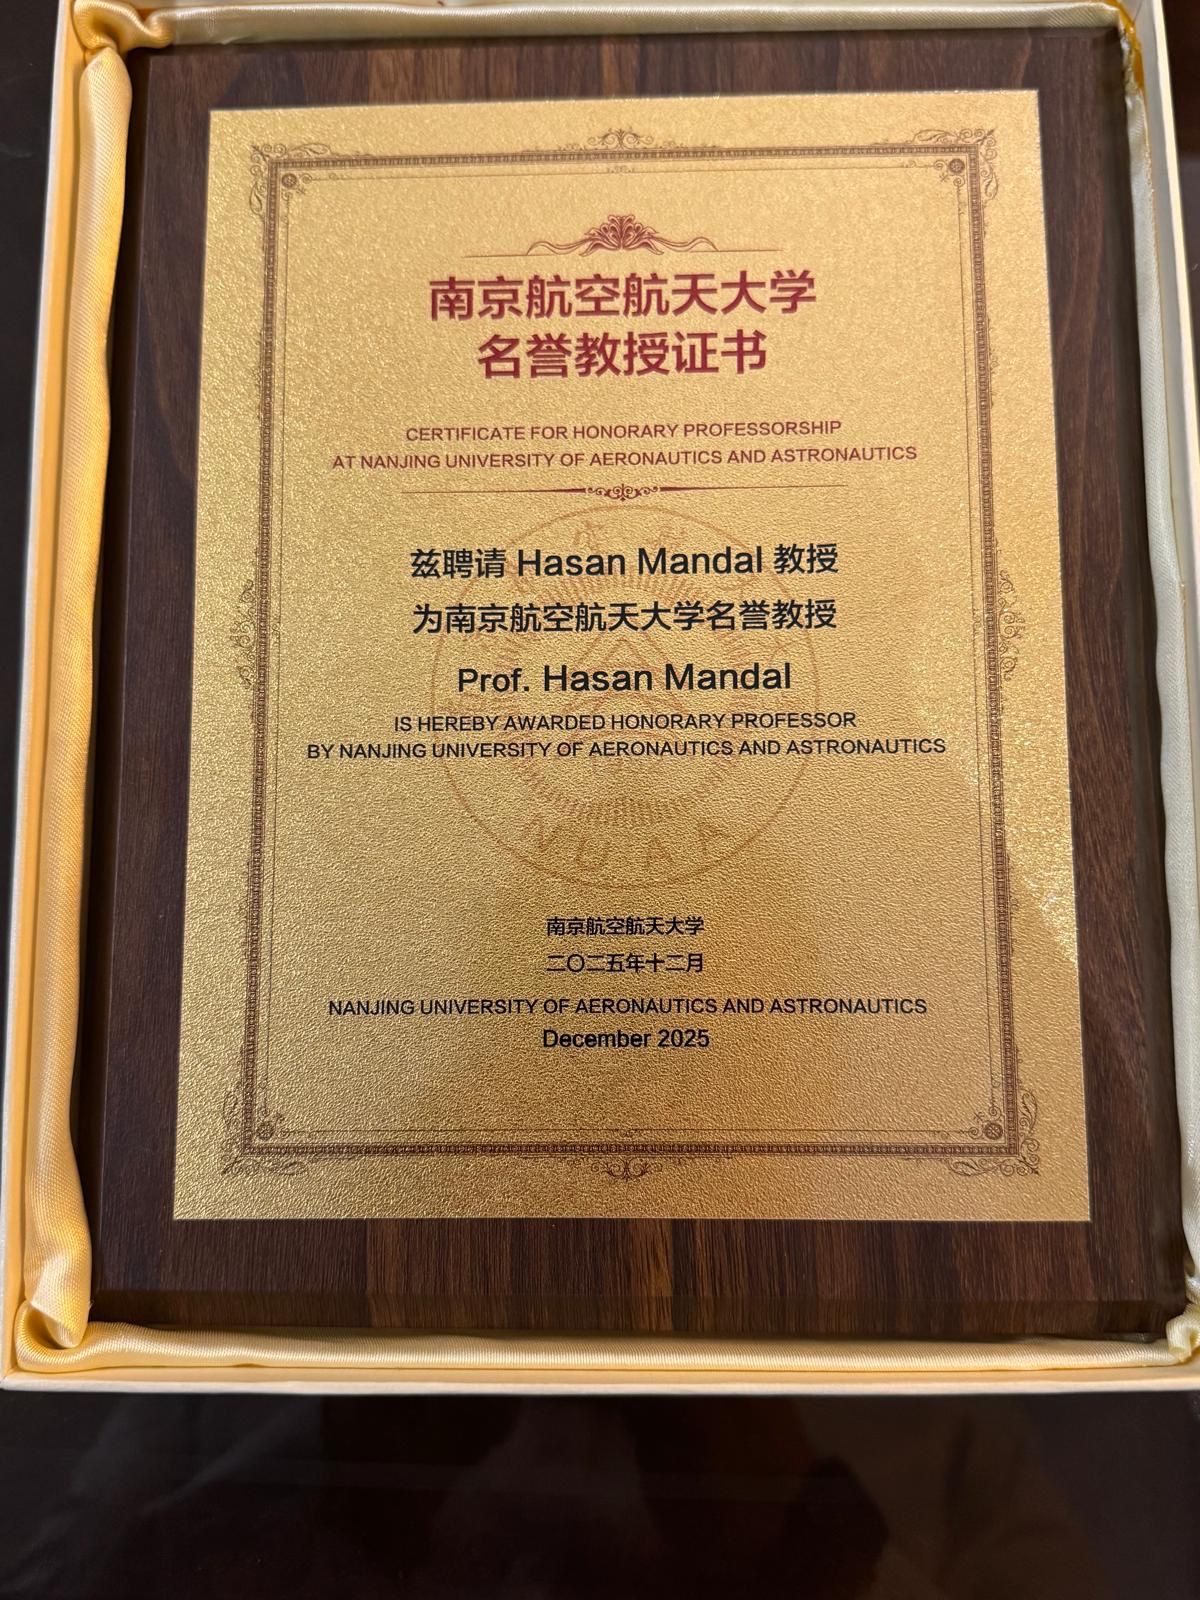 南京航空航天大学
名誉教授证书
CERTIFICATE FOR HONORARY PROFESSORSHIP
AT NANJING UNIVERSITY OF AERONAUTICS AND ASTRONAUTICS
兹聘请 Hasan Mandal 教授
为南京航空航天大学名誉教授
Prof. Hasan Mandal
IS HEREBY AWARDED HONORARY PROFESSOR
BY NANJING UNIVERSITY OF AERONAUTICS AND ASTRONAUTICS
NUAA
南京航空航天大学
二〇二五年十二月
NANJING UNIVERSITY OF AERONAUTICS AND ASTRONAUTICS
December 2025